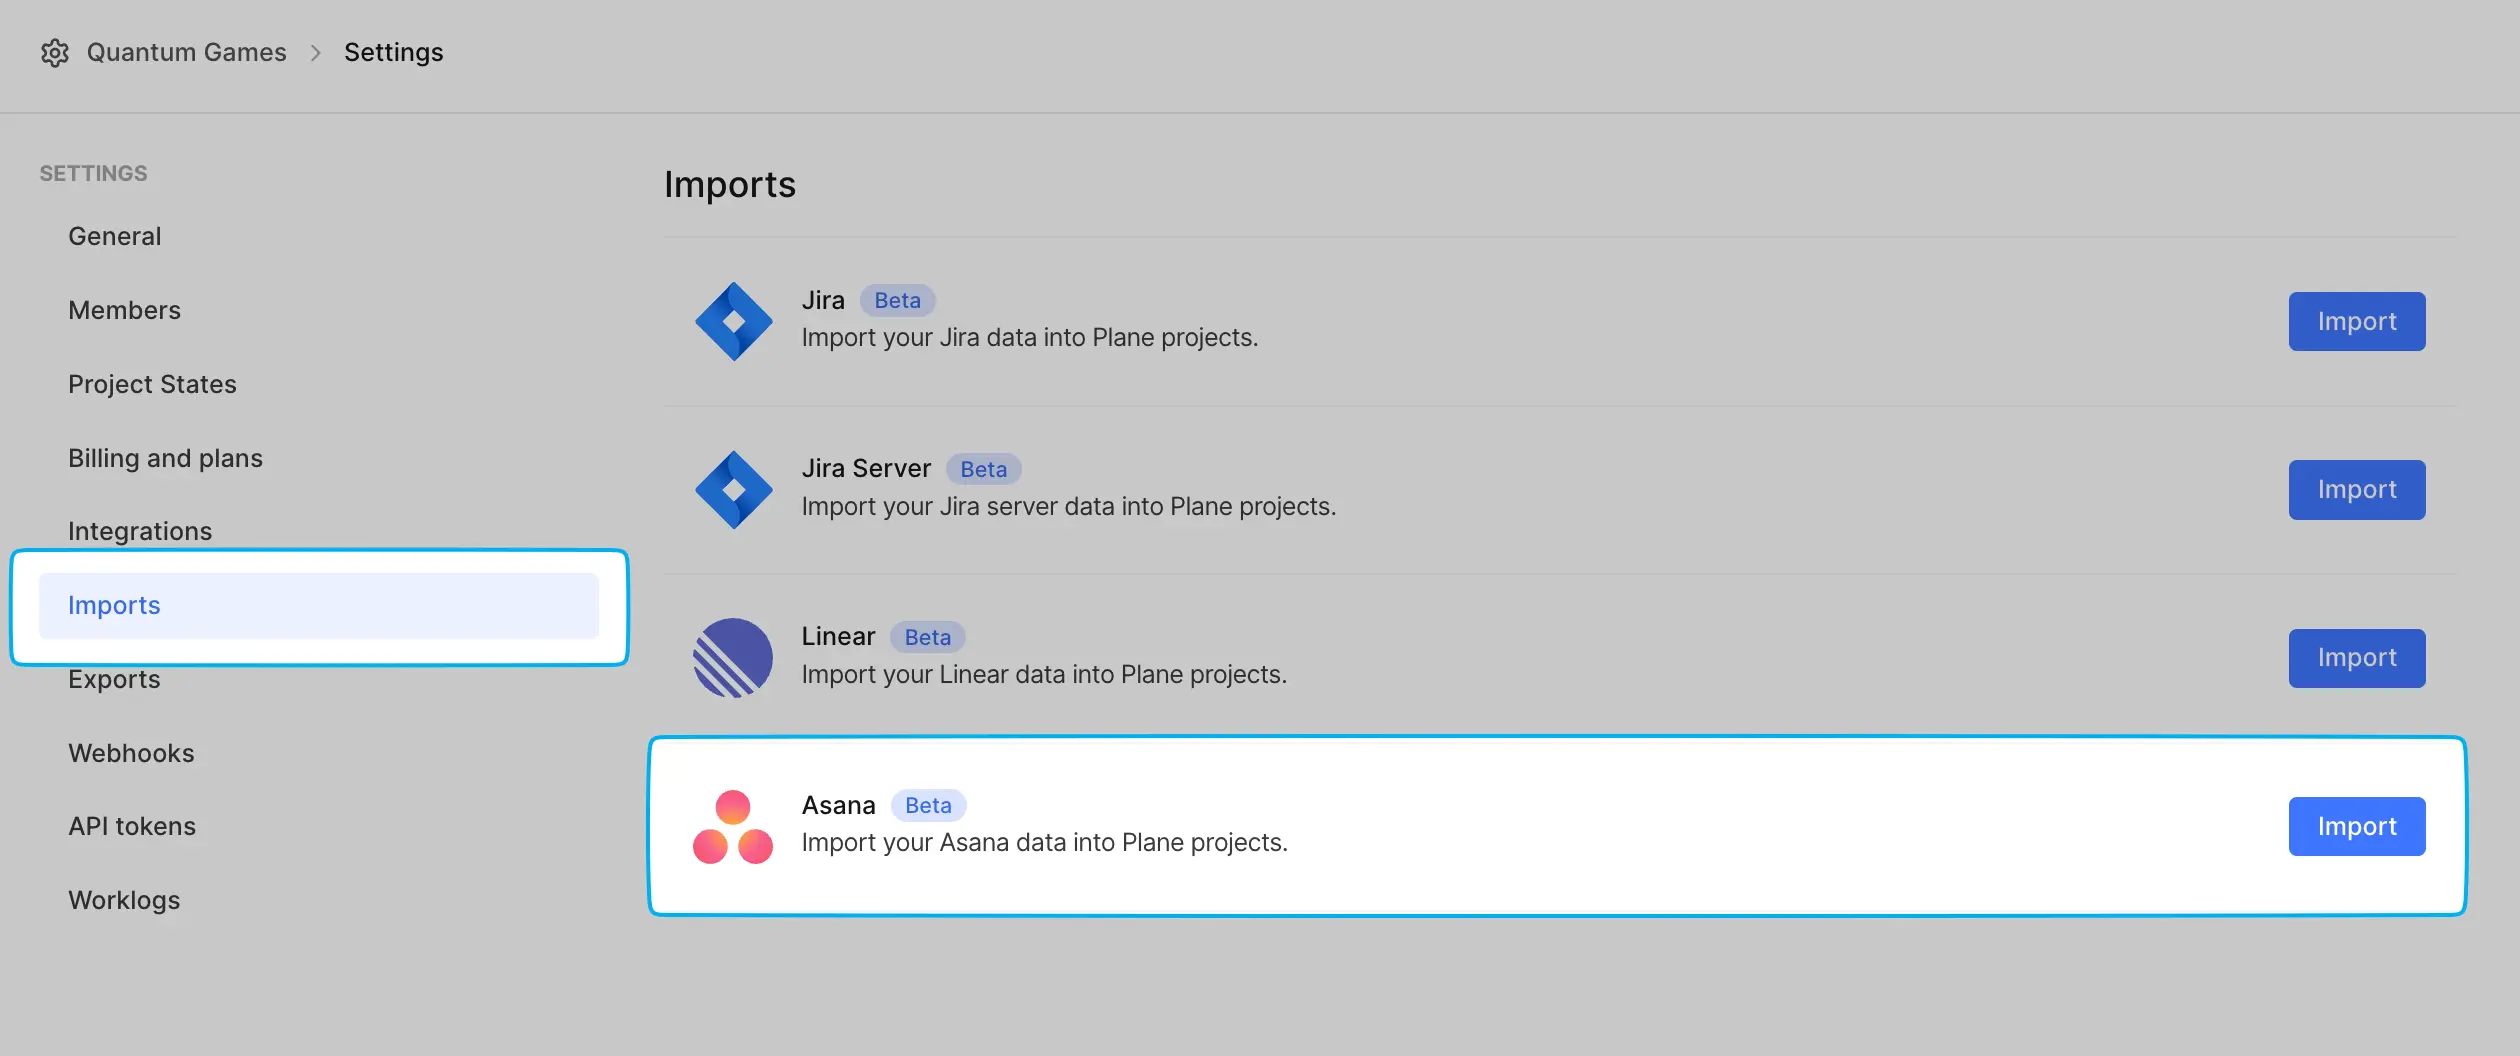 Quantum Games > Settings
SETTINGS
General
Members
Project States
Billing and plans
Integrations
Imports
Exports
Webhooks
API tokens
Worklogs
Imports
Jira Beta
Import your Jira data into Plane projects.
Import
Jira Server Beta
Import your Jira server data into Plane projects.
Import
Linear Beta
Import your Linear data into Plane projects.
Import
Asana Beta
Import your Asana data into Plane projects.
Import